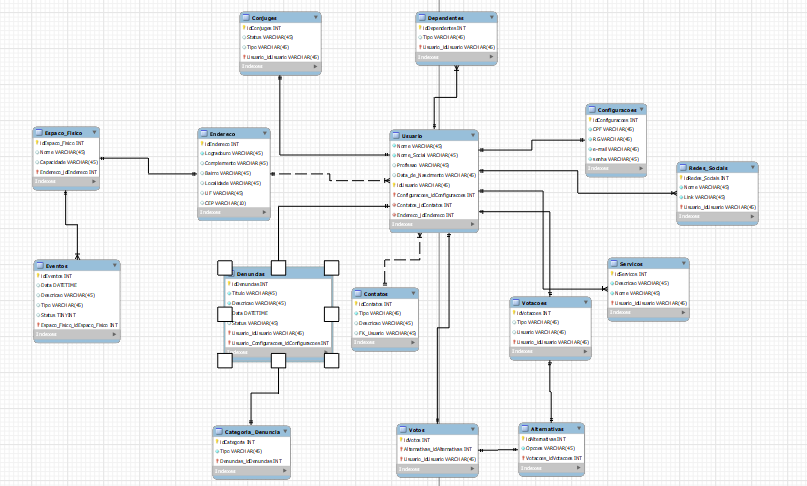 Conjuges
idConjuges INT
Status VARCHAR(45)
Tipo VARCHAR(45)
Usuario_idUsuario VARCHAR(45)
Indexes
Dependentes
idDependentes INT
Tipo VARCHAR(45)
Usuario_idUsuario VARCHAR(45)
Indexes
Espaco_Fisico
idEspaco_Fisico INT
Nome VARCHAR(45)
Capacidade VARCHAR(45)
Endereco_idEndereco INT
Indexes
Endereco
idEndereco INT
Logradouro VARCHAR(45)
Complemento VARCHAR(45)
Bairro VARCHAR(45)
Localidade VARCHAR(45)
UF VARCHAR(45)
CEP VARCHAR(10)
Indexes
Usuario
Nome VARCHAR(45)
Nome_Social VARCHAR(45)
Profissao VARCHAR(45)
Data_de_Nascimento VARCHAR(45)
idUsuario VARCHAR(45)
Configuracoes_idConfiguracoes INT
Contatos_idContatos INT
Endereco_idEndereco INT
Indexes
Configuracoes
idConfiguracoes INT
CPF VARCHAR(45)
RG VARCHAR(45)
e-mail VARCHAR(45)
senha VARCHAR(45)
Indexes
Redes_Sociais
idRedes_Sociais INT
Nome VARCHAR(45)
Link VARCHAR(45)
Usuario_idUsuario VARCHAR(45)
Indexes
Eventos
idEventos INT
Data DATETIME
Descricao VARCHAR(45)
Tipo VARCHAR(45)
Status TINYINT
Espaco_Fisico_idEspaco_Fisico INT
Indexes
Denuncias
idDenuncias INT
Titulo VARCHAR(45)
Descricao VARCHAR(45)
Data DATETIME
Status VARCHAR(45)
Usuario_idUsuario VARCHAR(45)
Usuario_Configuracoes_idConfiguracoes INT
Contatos
idContatos INT
Tipo VARCHAR(45)
Descricao VARCHAR(45)
FK_Usuario VARCHAR(45)
Indexes
Servicos
idServicos INT
Descricao VARCHAR(45)
Nome VARCHAR(45)
Usuario_idUsuario VARCHAR(45)
Indexes
Votacoes
idVotacoes INT
Tipo VARCHAR(45)
Usuario VARCHAR(45)
Usuario_idUsuario VARCHAR(45)
Indexes
Categoria_Denuncia
idCategoria INT
Tipo VARCHAR(45)
Denuncias_idDenuncias INT
Indexes
Votos
idVotos INT
Alternativas_idAlternativas INT
Usuario_idUsuario VARCHAR(45)
Indexes
Alternativas
idAlternativas INT
Opcoes VARCHAR(45)
Votacoes_idVotacoes INT
Indexes